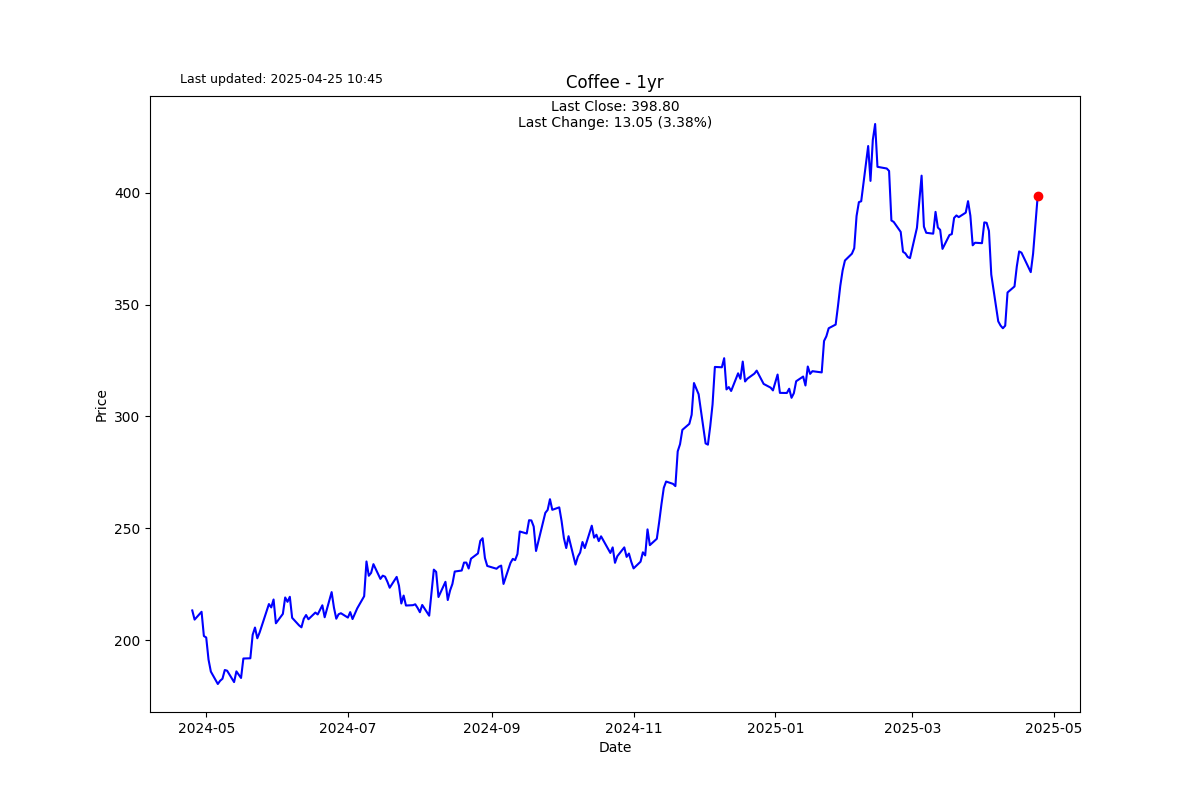 Last updated: 2025-04-25 10:45
Coffee - 1yr
Last Close: 398.80
Last Change: 13.05 (3.38%)
400
350
300
250
200
Price
2024-05
2024-07
2024-09
2024-11
2025-01
2025-03
2025-05
Date